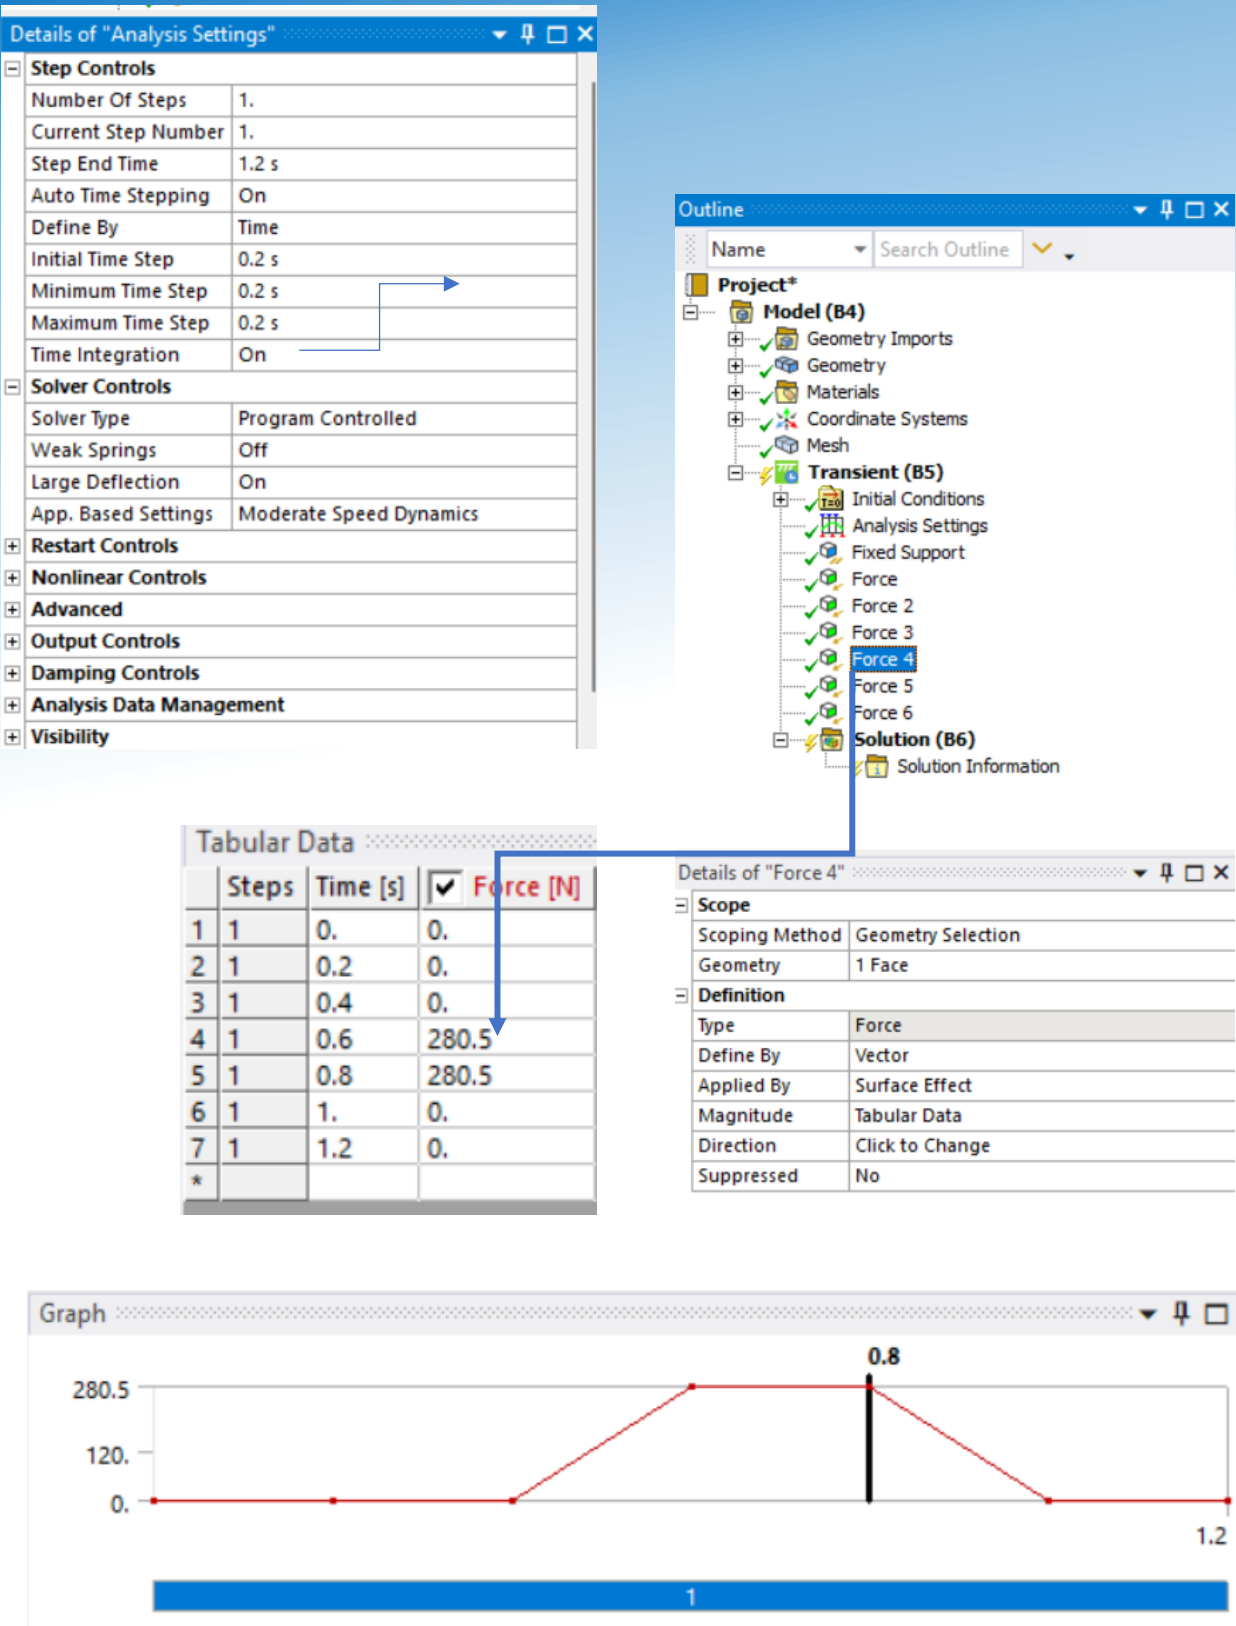 Details of "Analysis Settings"
Step Controls
Number Of Steps 1.
Current Step Number 1.
Step End Time 1.2 s
Auto Time Stepping On
Define By Time
Initial Time Step 0.2 s
Minimum Time Step 0.2 s
Maximum Time Step 0.2 s
Time Integration On
Solver Controls
Solver Type Program Controlled
Weak Springs Off
Large Deflection On
App. Based Settings Moderate Speed Dynamics
Restart Controls
Nonlinear Controls
Advanced
Output Controls
Damping Controls
Analysis Data Management
Visibility
Outline
Name Search Outline
Project*
Model (B4)
Geometry Imports
Geometry
Materials
Coordinate Systems
Mesh
Transient (B5)
T=0 Initial Conditions
Analysis Settings
Fixed Support
Force
Force 2
Force 3
Force 4
Force 5
Force 6
Solution (B6)
Solution Information
Tabular Data
Steps Time [s] Force [N]
1 1 0. 0.
2 1 0.2 0.
3 1 0.4 0.
4 1 0.6 280.5
5 1 0.8 280.5
6 1 1. 0.
7 1 1.2 0.
*
Details of "Force 4"
Scope
Scoping Method Geometry Selection
Geometry 1 Face
Definition
Type Force
Define By Vector
Applied By Surface Effect
Magnitude Tabular Data
Direction Click to Change
Suppressed No
Graph
0.8
280.5
120.
0.
1.2
1